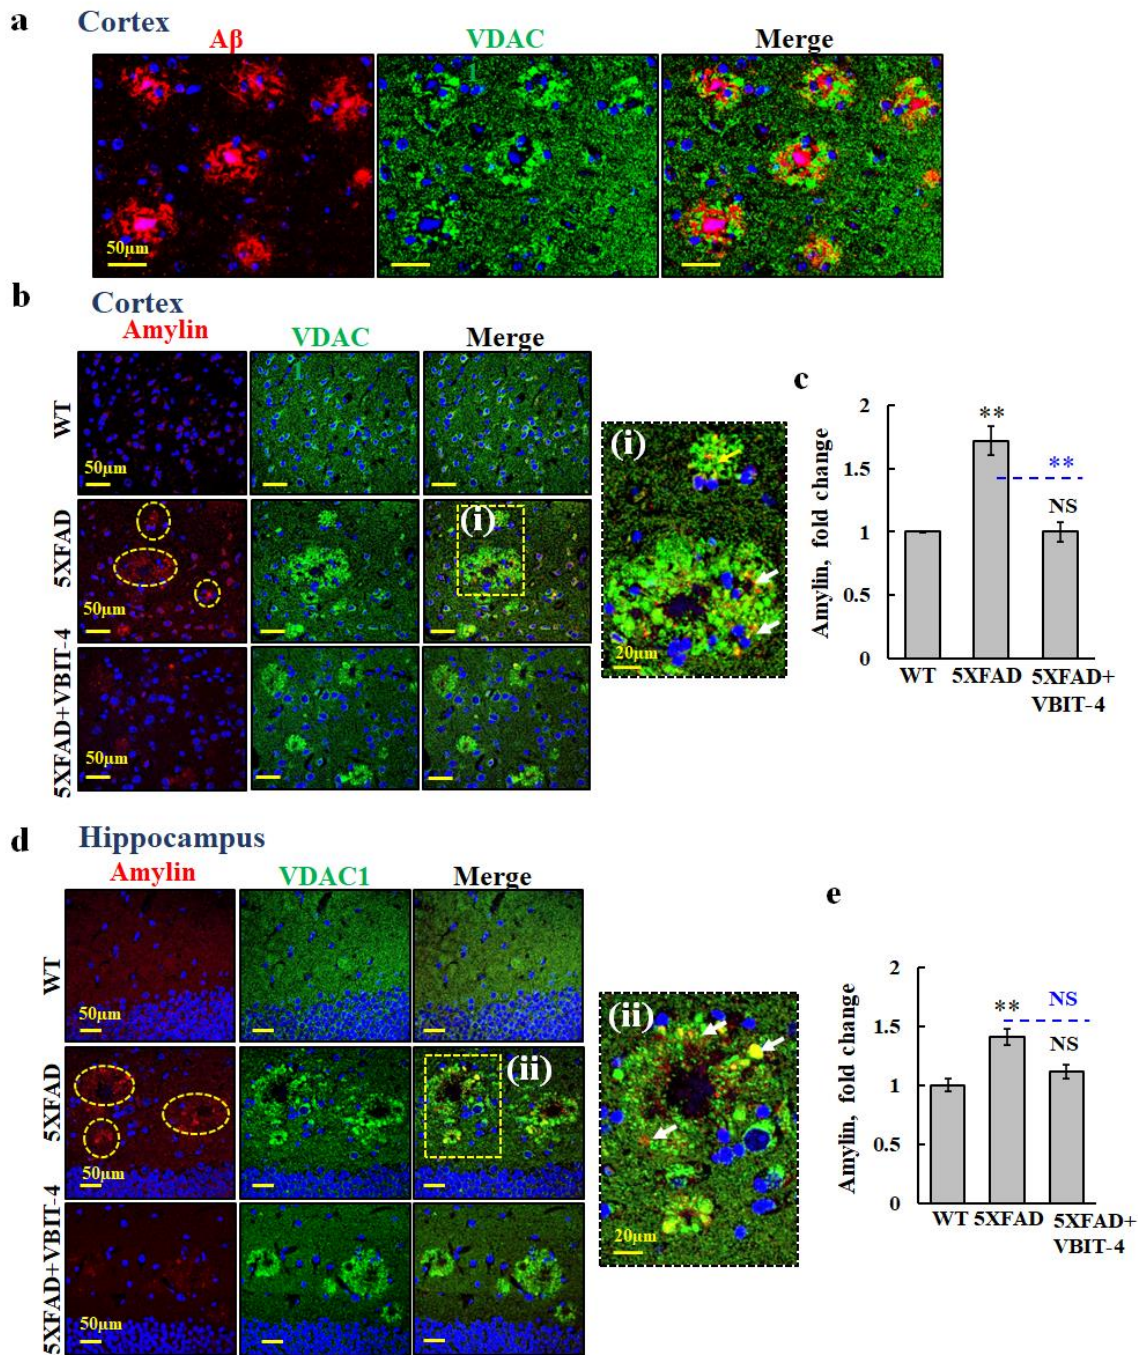 a Cortex
Aβ VDAC Merge
1
50μm
b Cortex
Amylin VDAC Merge
1
WT
50μm
5XFAD
(i)
50μm
5XFAD+VBIT-4
50μm
(i)
20μm
c
Amylin, fold change
2
1.5
1
0.5
0
**
**
NS
WT 5XFAD 5XFAD+
VBIT-4
d Hippocampus
Amylin VDAC1 Merge
WT
50μm
5XFAD
(ii)
50μm
5XFAD+VBIT-4
50μm
(ii)
20μm
e
Amylin, fold change
2
1.5
1
0.5
0
**
NS
NS
WT 5XFAD 5XFAD+
VBIT-4